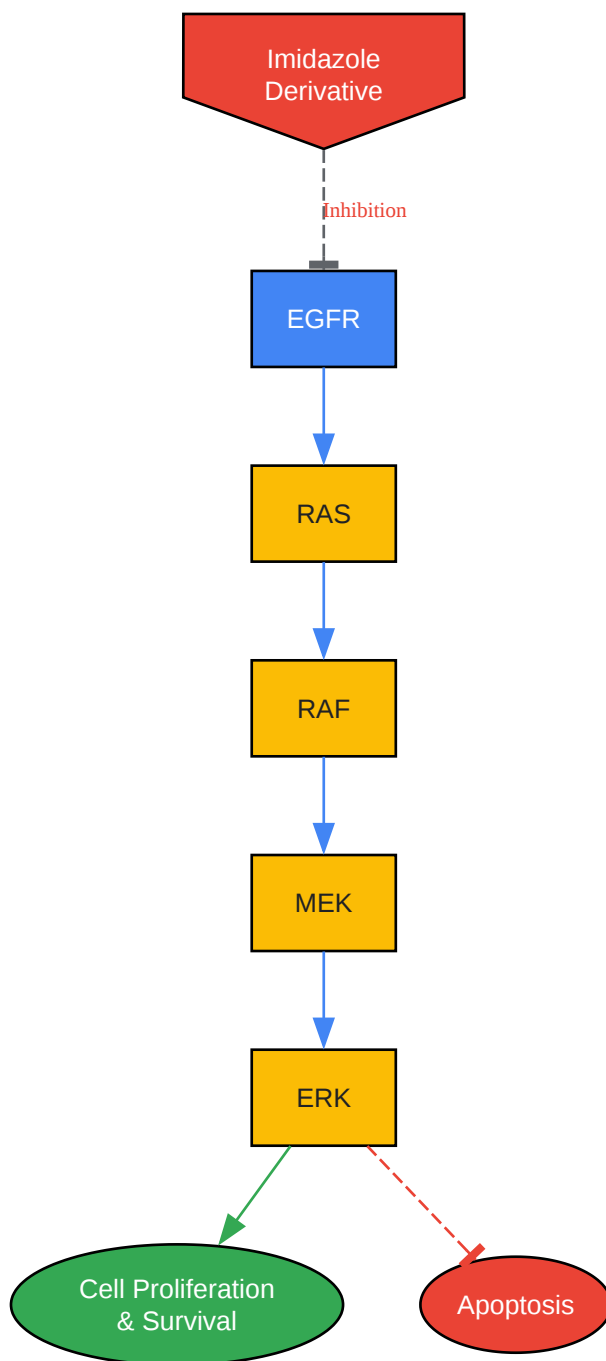 Imidazole
Derivative
Inhibition
EGFR
RAS
RAF
MEK
ERK
Cell Proliferation
& Survival
Apoptosis